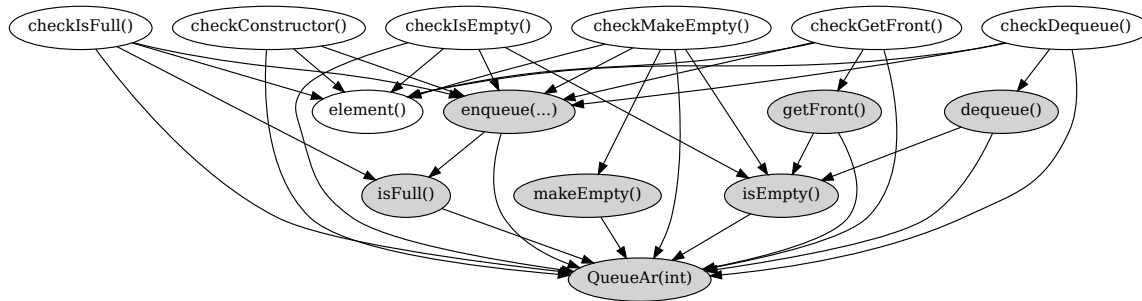 checkIsFull()
checkConstructor()
checkIsEmpty()
checkMakeEmpty()
checkGetFront()
checkDequeue()
element()
enqueue(...)
getFront()
dequeue()
isFull()
makeEmpty()
isEmpty()
QueueAr(int)